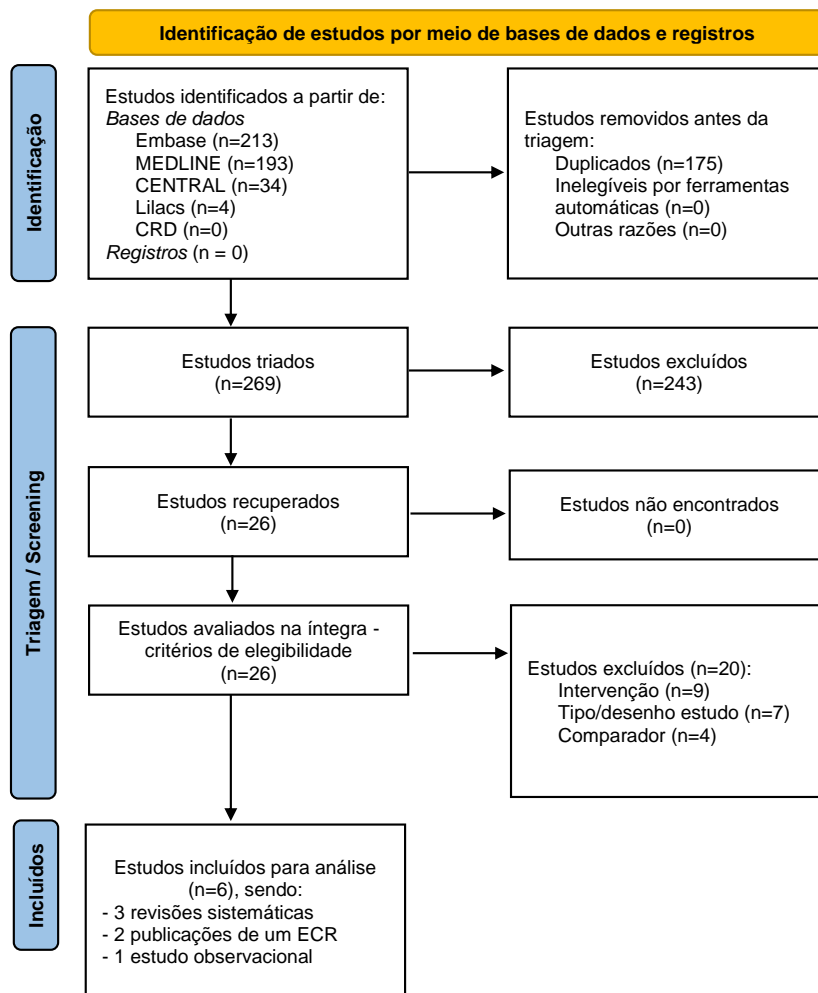 Identificação de estudos por meio de bases de dados e registros
Identificação
Estudos identificados a partir de:
Bases de dados
Embase (n=213)
MEDLINE (n=193)
CENTRAL (n=34)
Lilacs (n=4)
CRD (n=0)
Registros (n = 0)
Estudos removidos antes da
triagem:
Duplicados (n=175)
Inelegíveis por ferramentas
automáticas (n=0)
Outras razões (n=0)
Triagem / Screening
Estudos triados
(n=269)
Estudos excluídos
(n=243)
Estudos recuperados
(n=26)
Estudos não encontrados
(n=0)
Estudos avaliados na íntegra -
critérios de elegibilidade
(n=26)
Estudos excluídos (n=20):
Intervenção (n=9)
Tipo/desenho estudo (n=7)
Comparador (n=4)
Incluídos
Estudos incluídos para análise
(n=6), sendo:
- 3 revisões sistemáticas
- 2 publicações de um ECR
- 1 estudo observacional